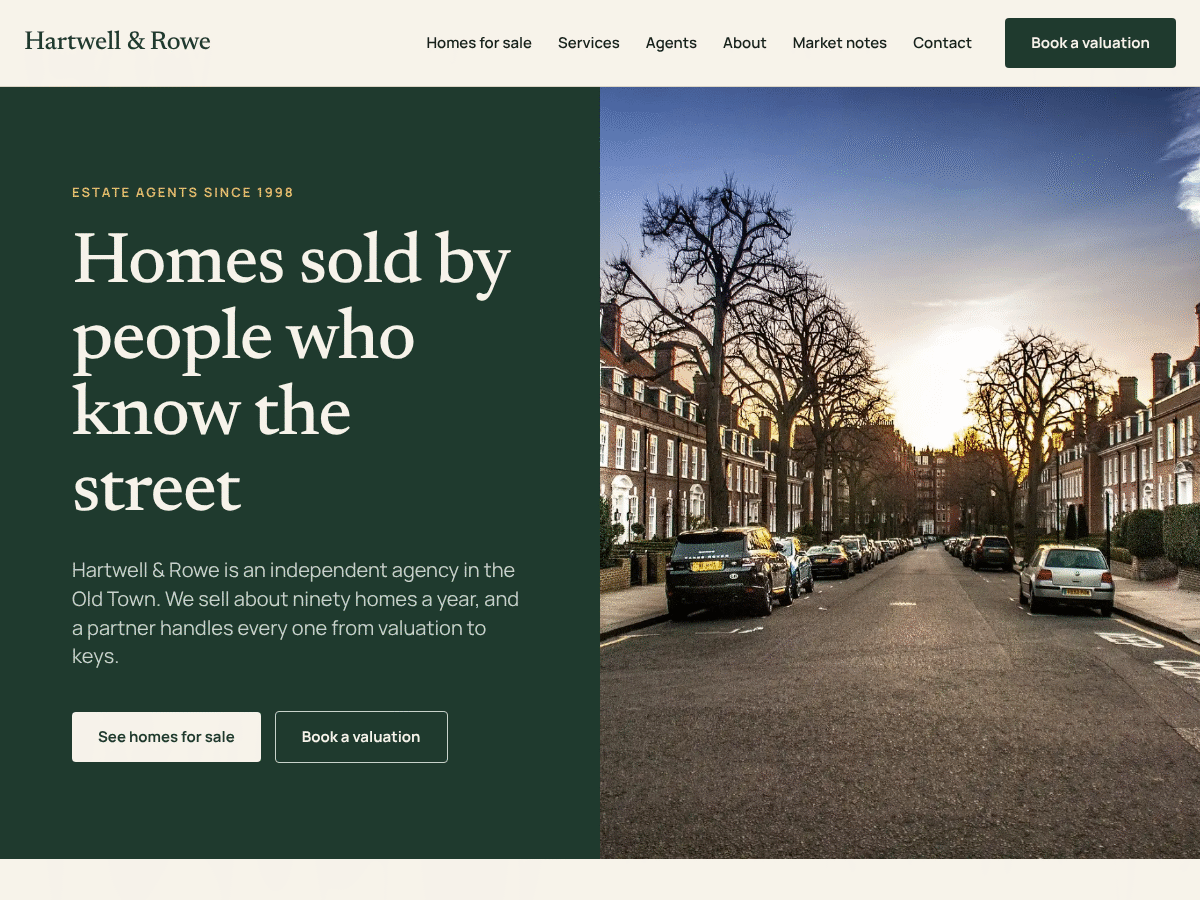 Hartwell & Rowe
Homes for sale
Services
Agents
About
Market notes
Contact
Book a valuation
ESTATE AGENTS SINCE 1998
Homes sold by
people who
know the
street
Hartwell & Rowe is an independent agency in the
Old Town. We sell about ninety homes a year, and
a partner handles every one from valuation to
keys.
See homes for sale
Book a valuation